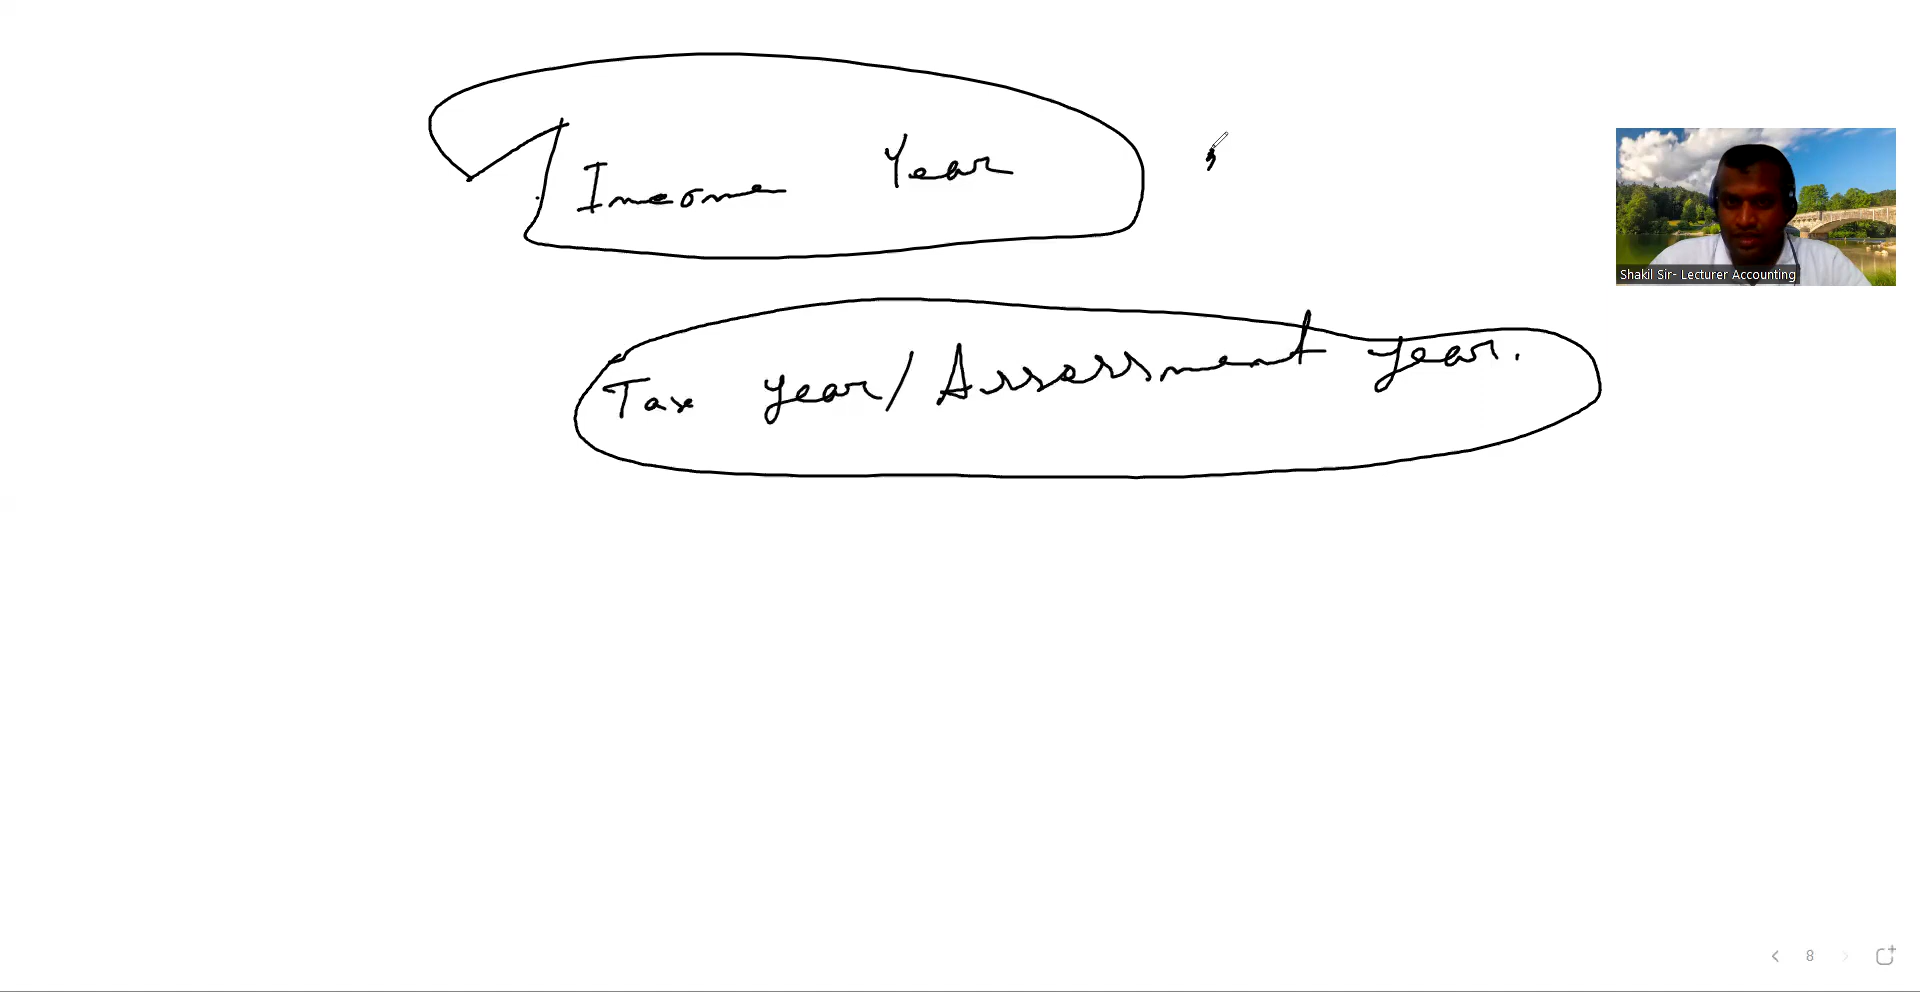 Income Year
Shakil Sir- Lecturer Accounting
Tax year/Assessment year.
8